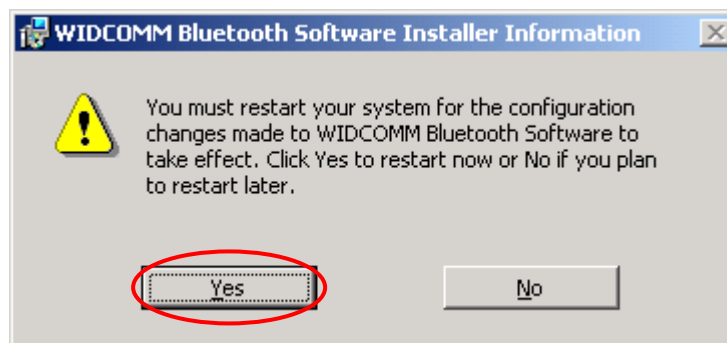 WIDCOMM Bluetooth Software Installer Information
You must restart your system for the configuration
changes made to WIDCOMM Bluetooth Software to
take effect. Click Yes to restart now or No if you plan
to restart later.
Yes
No